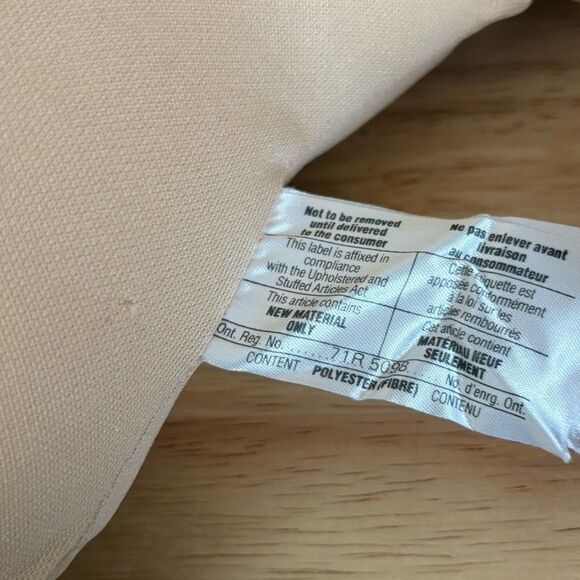 Not to be removed
until delivered
to the consumer
This label is affixed in
compliance
with the Upholstered and
Stuffed Articles Act
This article contains
NEW MATERIAL
ONLY
Ne pas enlever avant
livraison
au consommateur
Cette étiquette est
apposée conformément
à la loi sur les
articles rembourrés
Cet article contient
MATÉRIAU NEUF
SEULEMENT
Ont. Reg. No. ......71R 5093... No. d'enrg. Ont.
CONTENT POLYESTER (FIBRE) CONTENU